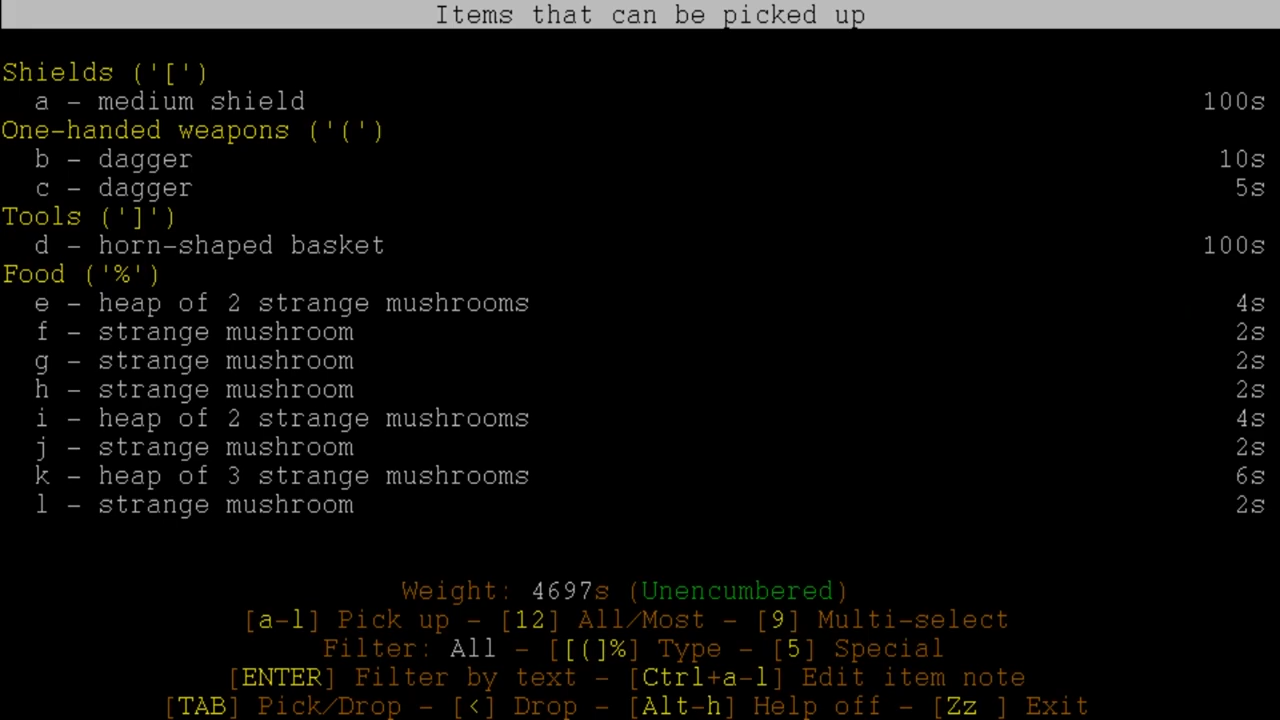 Items that can be picked up
Shields ('[')
a - medium shield 100s
One-handed weapons ('(')
b - dagger 10s
c - dagger 5s
Tools (']')
d - horn-shaped basket 100s
Food ('%')
e - heap of 2 strange mushrooms 4s
f - strange mushroom 2s
g - strange mushroom 2s
h - strange mushroom 2s
i - heap of 2 strange mushrooms 4s
j - strange mushroom 2s
k - heap of 3 strange mushrooms 6s
l - strange mushroom 2s
Weight: 4697s (Unencumbered)
[a-l] Pick up - [12] All/Most - [9] Multi-select
Filter: All - [[(]%] Type - [5] Special
[ENTER] Filter by text - [Ctrl+a-l] Edit item note
[TAB] Pick/Drop - [<] Drop - [Alt-h] Help off - [Zz ] Exit